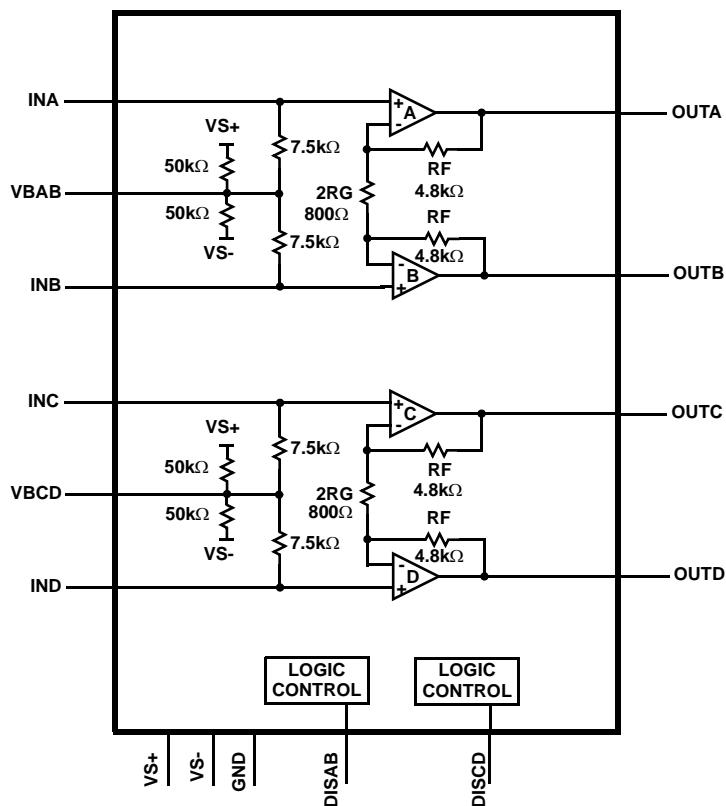 INA
+
A
-
OUTA
VS+
7.5kΩ
RF
50kΩ
4.8kΩ
2RG
800Ω
VBAB
50kΩ
RF
VS-
7.5kΩ
4.8kΩ
-
B
+
OUTB
INB
INC
+
C
-
OUTC
VS+
7.5kΩ
RF
50kΩ
4.8kΩ
2RG
800Ω
VBCD
50kΩ
RF
VS-
7.5kΩ
4.8kΩ
-
D
+
OUTD
IND
LOGIC
CONTROL
LOGIC
CONTROL
VS+
VS-
GND
DISAB
DISCD